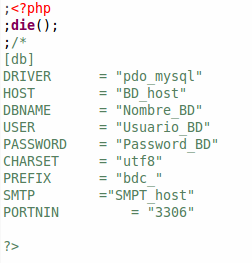 ;<?php
;die();
;/*
[db]
DRIVER = "pdo_mysql"
HOST = "BD_host"
DBNAME = "Nombre_BD"
USER = "Usuario_BD"
PASSWORD = "Password_BD"
CHARSET = "utf8"
PREFIX = "bdc_"
SMTP ="SMPT_host"
PORTNIN = "3306"
?>